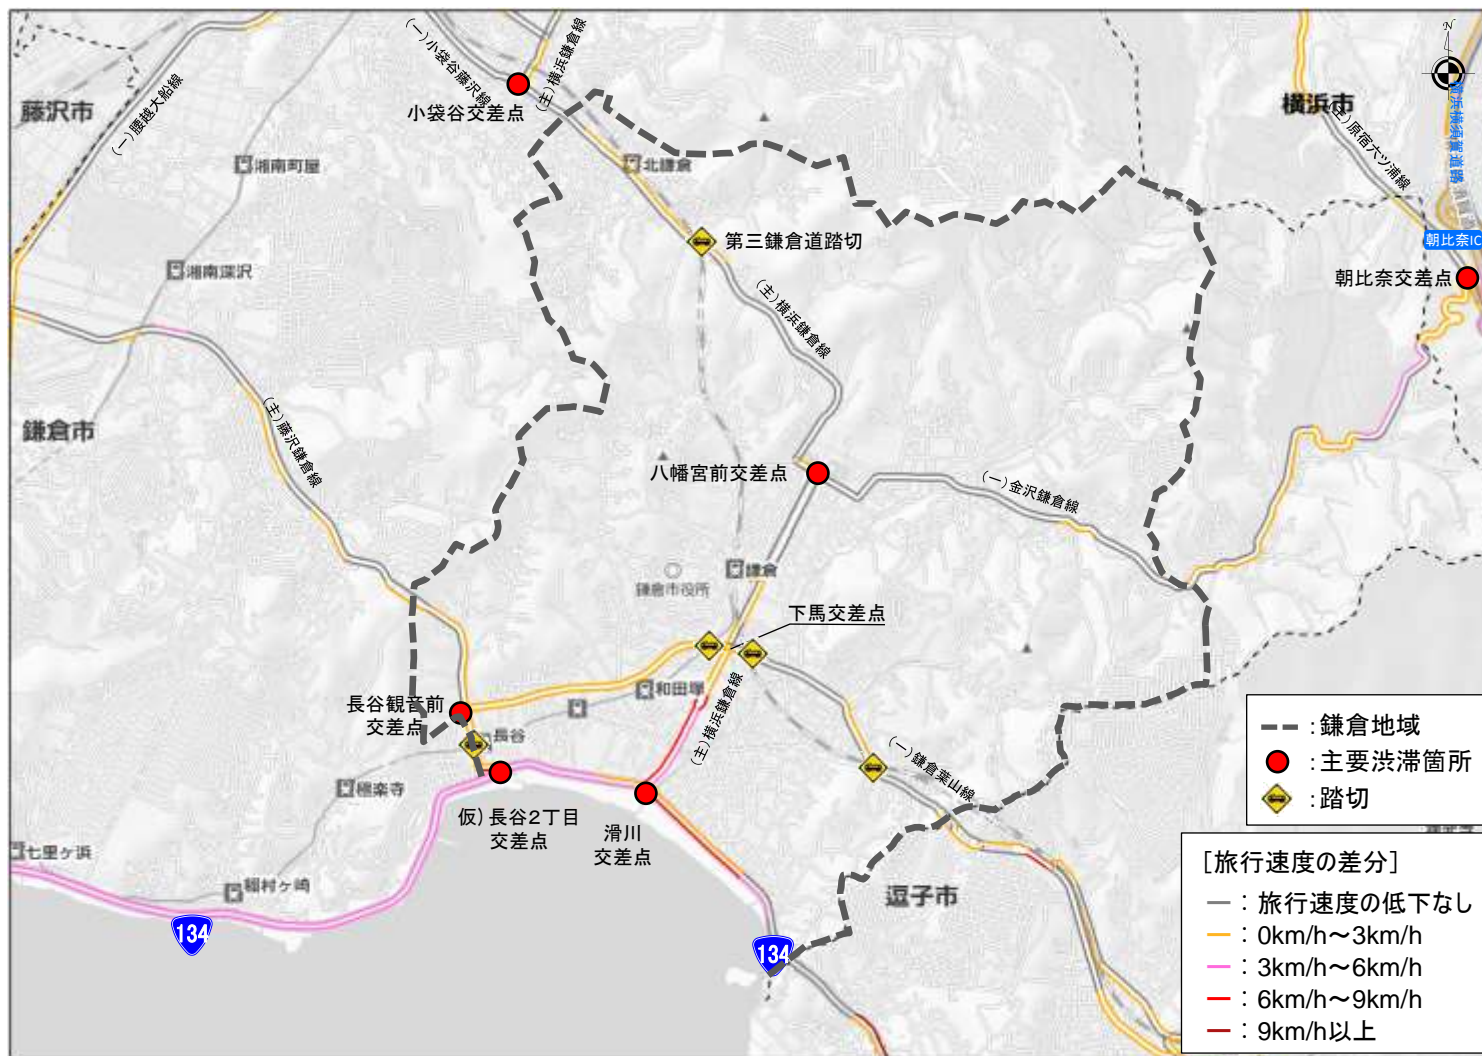 (一)小袋谷藤沢線
(主)横浜鎌倉線
N
藤沢市
(一)腰越大船線
小袋谷交差点
横浜市
(主)原宿六ツ浦線
横浜横須賀道路
湘南町屋
北鎌倉
第三鎌倉道踏切
朝比奈IC
朝比奈交差点
湘南深沢
(主)横浜鎌倉線
鎌倉市
(主)藤沢鎌倉線
八幡宮前交差点
(一)金沢鎌倉線
鎌倉
鎌倉市役所
下馬交差点
和田塚
長谷観音前
交差点
長谷
(主)横浜鎌倉線
(一)鎌倉葉山線
極楽寺
仮)長谷2丁目
交差点
滑川
交差点
七里ヶ浜
稲村ヶ崎
逗子市
134
134
:鎌倉地域
:主要渋滞箇所
:踏切
[旅行速度の差分]
:旅行速度の低下なし
:0km/h～3km/h
:3km/h～6km/h
:6km/h～9km/h
:9km/h以上